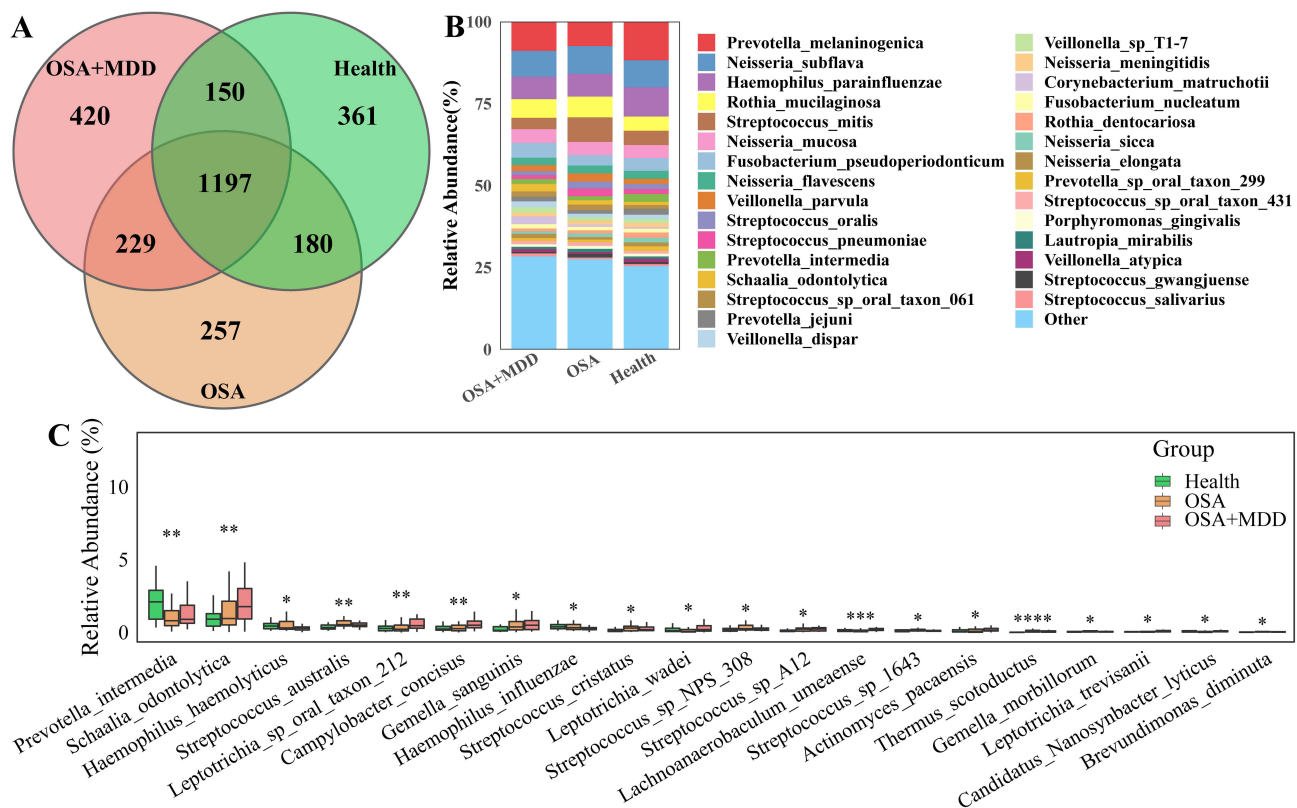 A
OSA+MDD
Health
420
150
361
1197
229
180
257
OSA
B
Relative Abundance(%)
100
75
50
25
0
OSA+MDD
OSA
Health
Prevotella_melaninogenica
Neisseria_subflava
Haemophilus_parainfluenzae
Rothia_mucilaginosa
Streptococcus_mitis
Neisseria_mucosa
Fusobacterium_pseudoperiodonticum
Neisseria_flavescens
Veillonella_parvula
Streptococcus_oralis
Streptococcus_pneumoniae
Prevotella_intermedia
Schaalia_odontolytica
Streptococcus_sp_oral_taxon_061
Prevotella_jejuni
Veillonella_dispar
Veillonella_sp_T1-7
Neisseria_meningitidis
Corynebacterium_matruchotii
Fusobacterium_nucleatum
Rothia_dentocariosa
Neisseria_sicca
Neisseria_elongata
Prevotella_sp_oral_taxon_299
Streptococcus_sp_oral_taxon_431
Porphyromonas_gingivalis
Lautropia_mirabilis
Veillonella_atypica
Streptococcus_gwangjuense
Streptococcus_salivarius
Other
C
Relative Abundance (%)
10
5
0
Group
Health
OSA
OSA+MDD
**
**
*
**
**
**
*
*
*
*
*
*
***
*
*
****
*
*
*
*
Prevotella_intermedia
Schaalia_odontolytica
Haemophilus_haemolyticus
Streptococcus_australis
Leptotrichia_sp_oral_taxon_212
Campylobacter_concisus
Gemella_sanguinis
Haemophilus_influenzae
Streptococcus_cristatus
Leptotrichia_wadei
Streptococcus_sp_NPS_308
Streptococcus_sp_A12
Lachnoanaerobaculum_umeaense
Streptococcus_sp_1643
Actinomyces_pacaensis
Thermus_scotoductus
Gemella_morbillorum
Leptotrichia_trevisanii
Candidatus_Nanosynbacter_lyticus
Brevundimonas_diminuta